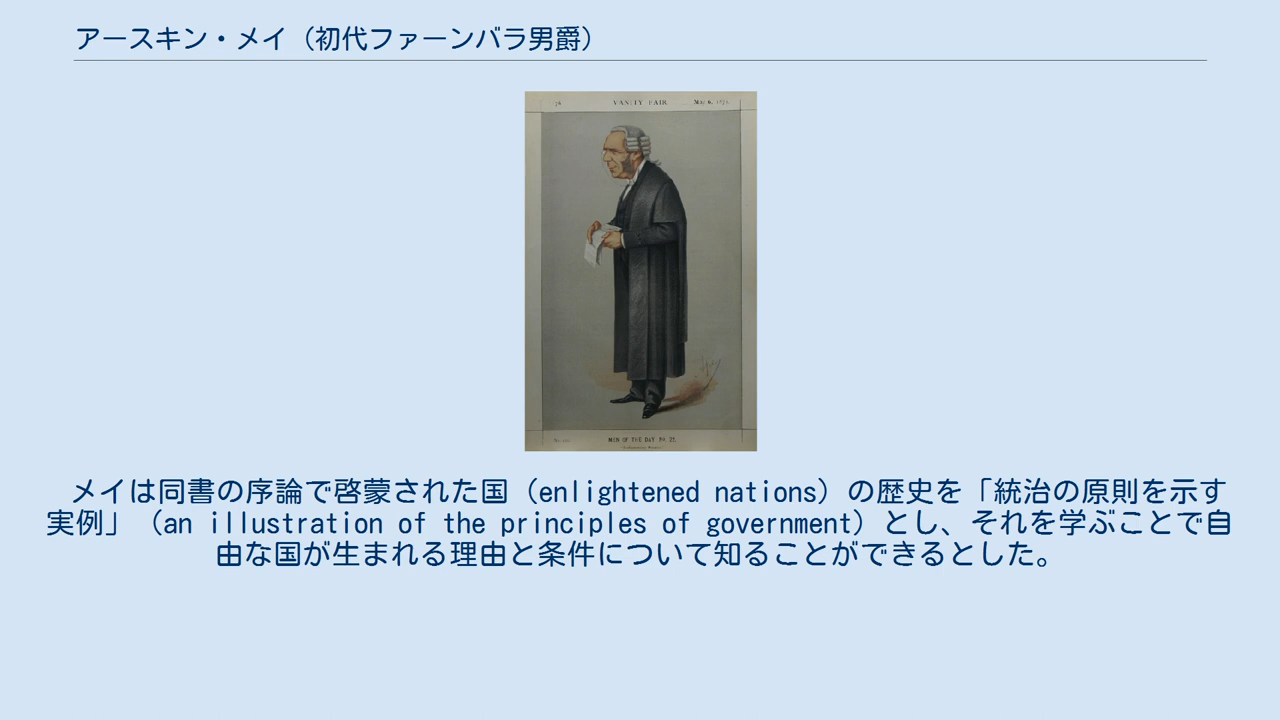 アースキン・メイ（初代ファーンバラ男爵）
VANITY FAIR
MEN OF THE DAY No. 25.
メイは同書の序論で啓蒙された国（enlightened nations）の歴史を「統治の原則を示す
実例」（an illustration of the principles of government）とし、それを学ぶことで自
由な国が生まれる理由と条件について知ることができるとした。